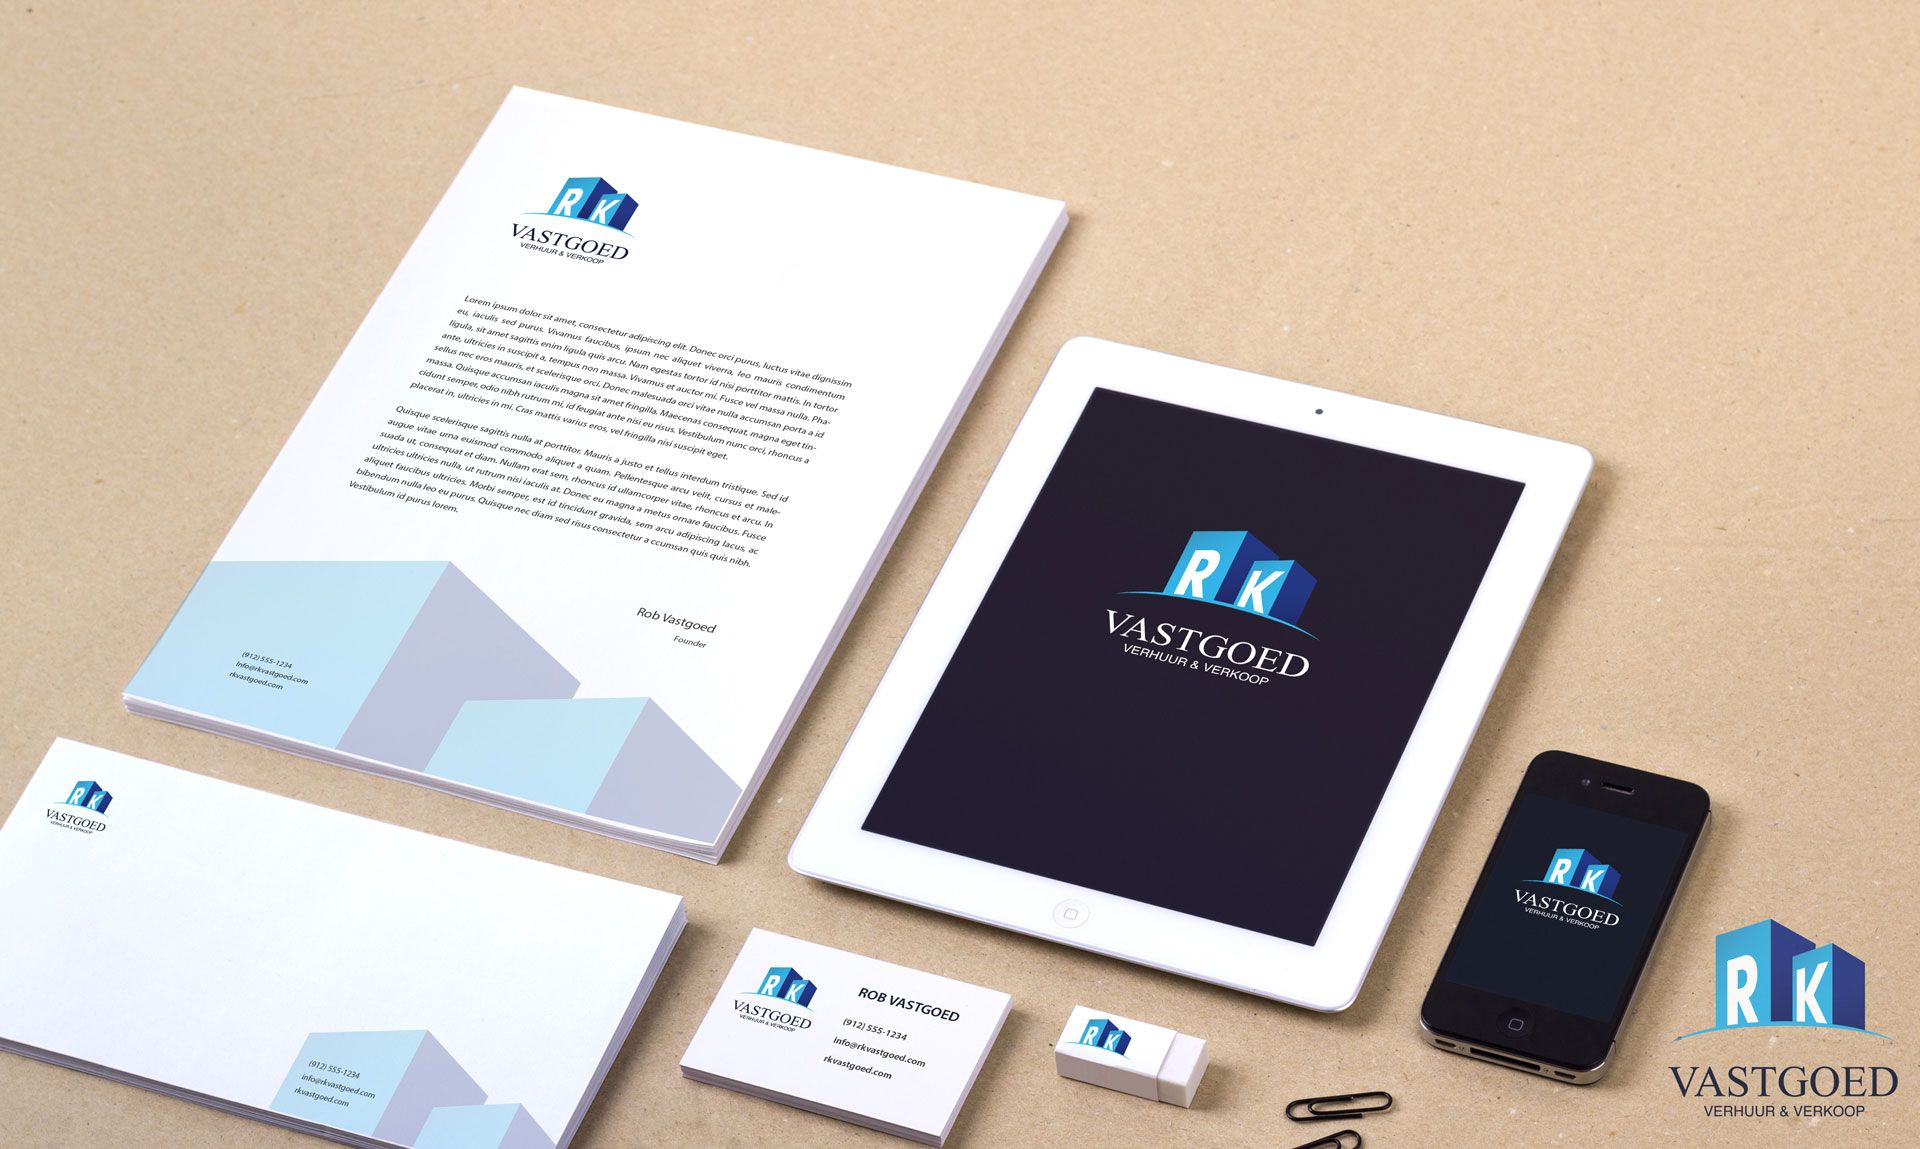 R K
VASTGOED
VERHUUR & VERKOOP
Lorem ipsum dolor sit amet, consectetur adipiscing elit. Donec orci purus, luctus vitae dignissim
eu, iaculis sed purus. Vivamus faucibus, ipsum nec aliquet viverra, leo mauris condimentum
ligula, sit amet sagittis enim ligula quis arcu. Nam egestas tortor id nisi porttitor mattis. In tortor
ante, ultricies in suscipit a, tempus non massa. Vivamus et auctor mi. Fusce vel massa nulla. Pha-
sellus nec eros mauris, et scelerisque orci. Donec malesuada orci vitae nulla accumsan porta a id
massa. Quisque accumsan iaculis magna sit amet fringilla. Maecenas consequat, magna eget tin-
cidunt semper, odio nibh rutrum mi, id feugiat ante nisi eu risus. Vestibulum nunc orci, rhoncus a
placerat in, ultricies in mi. Cras mattis varius eros, vel fringilla nisi suscipit eget.
Quisque scelerisque sagittis nulla at porttitor. Mauris a justo et tellus interdum tristique. Sed id
augue vitae urna euismod commodo aliquet a quam. Pellentesque arcu velit, cursus et male-
suada ut, consequat et diam. Nullam erat sem, rhoncus id ullamcorper vitae, rhoncus et arcu. In
ultricies ultricies nulla, ut rutrum nisi iaculis at. Donec eu magna a metus ornare faucibus. Fusce
aliquet faucibus ultricies. Morbi semper, est id tincidunt gravida, sem arcu adipiscing lacus, ac
bibendum nulla leo eu purus. Quisque nec diam sed risus consectetur a ccumsan quis quis nibh.
Vestibulum id purus lorem.
Rob Vastgoed
Founder
(912) 555-1234
Info@rkvastgoed.com
rkvastgoed.com
R K
VASTGOED
VERHUUR & VERKOOP
R K
VASTGOED
VERHUUR & VERKOOP
(912) 555-1234
info@rkvastgoed.com
rkvastgoed.com
R K
VASTGOED
VERHUUR & VERKOOP
ROB VASTGOED
(912) 555-1234
info@rkvastgoed.com
rkvastgoed.com
R K
R K
VASTGOED
VERHUUR & VERKOOP
R K
VASTGOED
VERHUUR & VERKOOP